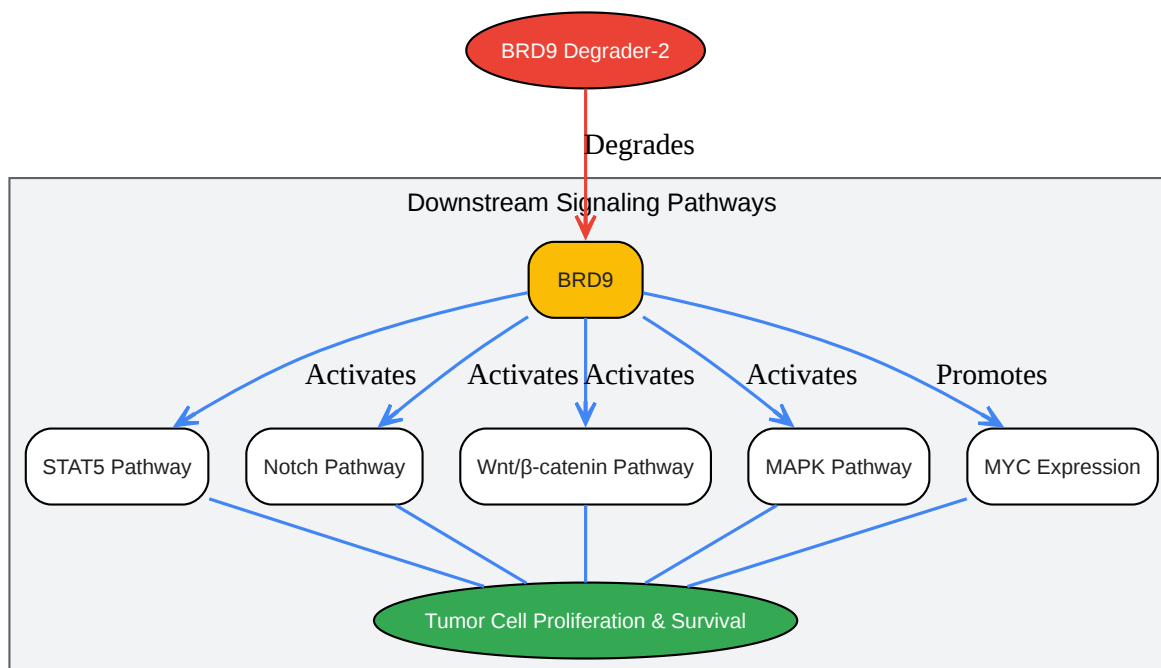 BRD9 Degrader-2
Degrades
Downstream Signaling Pathways
BRD9
Activates
Activates
Activates
Activates
Promotes
STAT5 Pathway
Notch Pathway
Wnt/β-catenin Pathway
MAPK Pathway
MYC Expression
Tumor Cell Proliferation & Survival